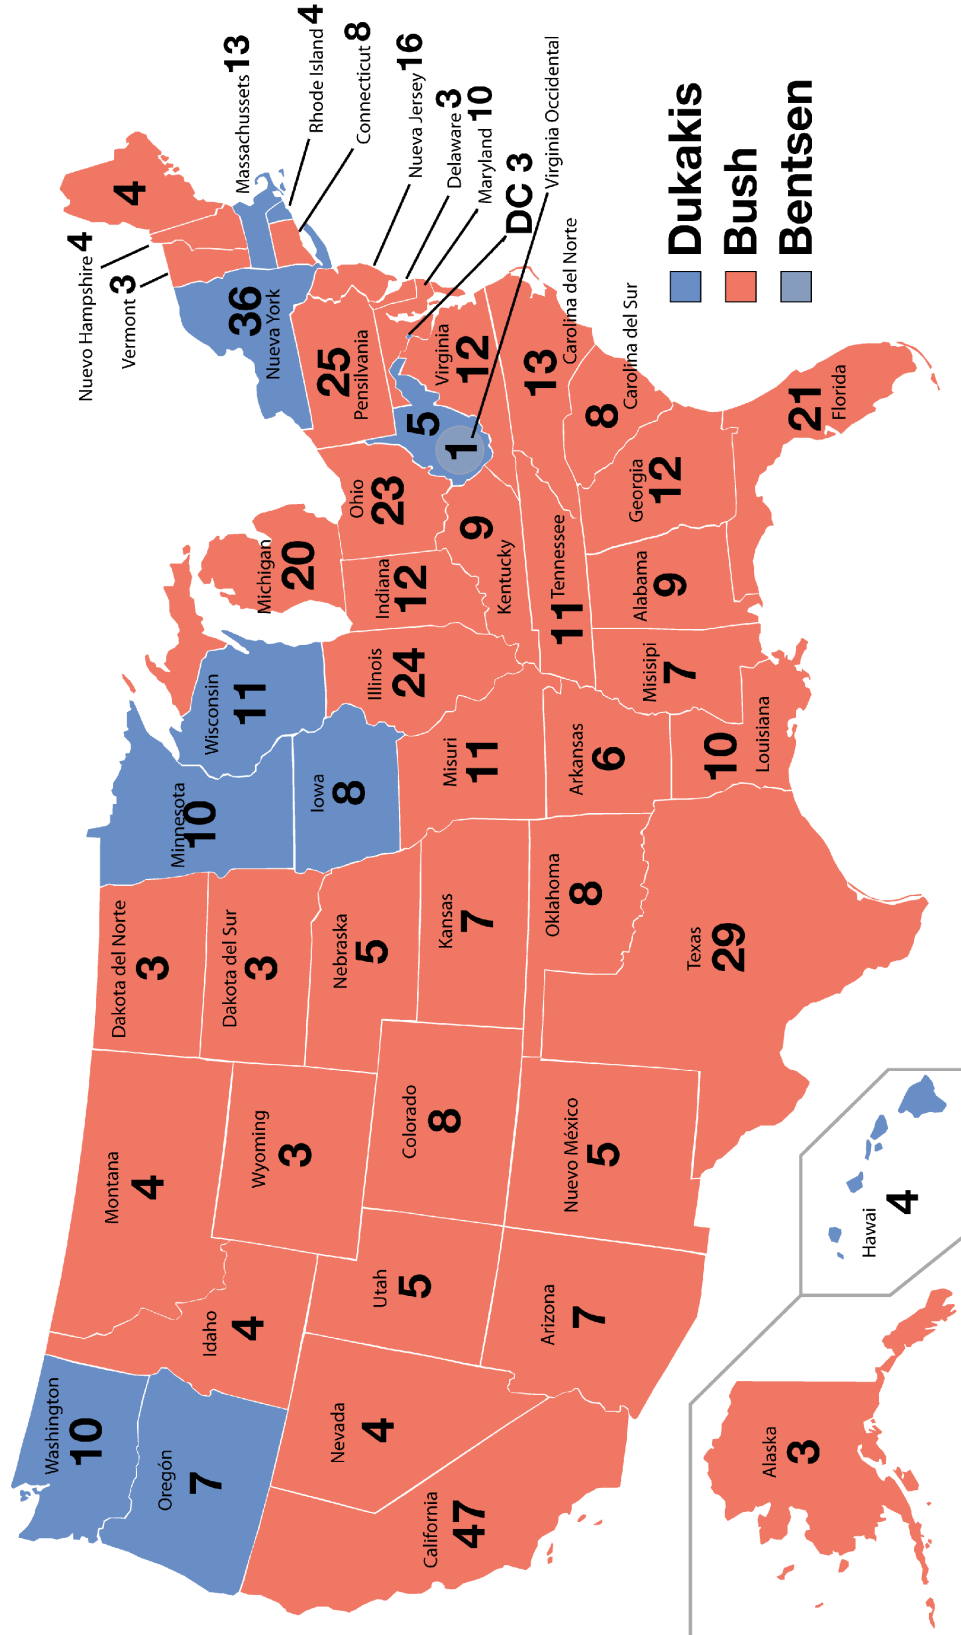 Washington
10
Oregón
7
California
47
Nevada
4
Idaho
4
Montana
4
Wyoming
3
Utah
5
Arizona
7
Colorado
8
Nuevo México
5
Dakota del Norte
3
Dakota del Sur
3
Nebraska
5
Kansas
7
Oklahoma
8
Texas
29
Minnesota
10
Iowa
8
Misuri
11
Arkansas
6
Louisiana
10
Wisconsin
11
Illinois
24
Michigan
20
Indiana
12
Ohio
23
Kentucky
9
Tennessee
11
Misisipi
7
Alabama
9
Georgia
12
Florida
21
Carolina del Sur
8
Carolina del Norte
13
Virginia
12
5
1
Virginia Occidental
Pensilvania
25
36
Nueva York
Vermont 3
Nuevo Hampshire 4
4
Massachussets 13
Rhode Island 4
Connecticut 8
Nueva Jersey 16
Delaware 3
Maryland 10
DC 3
Alaska
3
Hawai
4
Dukakis
Bush
Bentsen